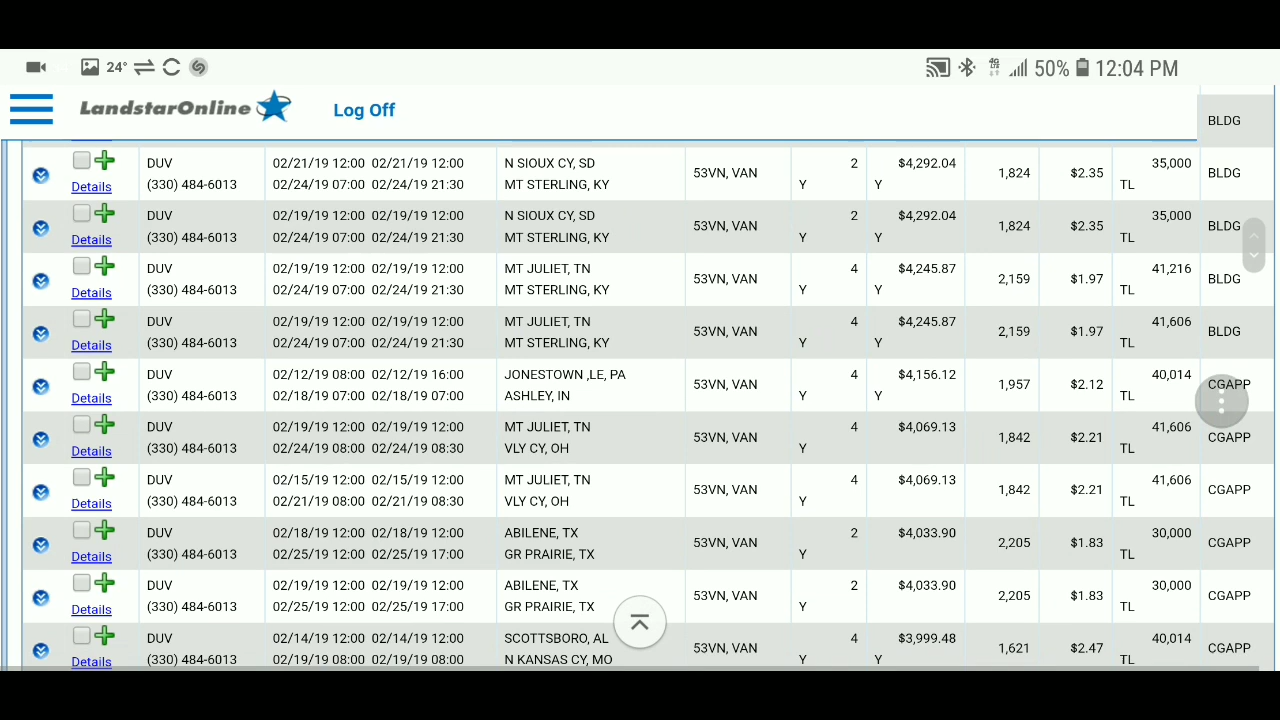 24° 50% 12:04 PM
LandstarOnline Log Off
BLDG
DUV 02/21/19 12:00 02/21/19 12:00 N SIOUX CY, SD 53VN, VAN 2 $4,292.04 1,824 $2.35 35,000 BLDG
Details (330) 484-6013 02/24/19 07:00 02/24/19 21:30 MT STERLING, KY Y Y TL
DUV 02/19/19 12:00 02/19/19 12:00 N SIOUX CY, SD 53VN, VAN 2 $4,292.04 1,824 $2.35 35,000 BLDG
Details (330) 484-6013 02/24/19 07:00 02/24/19 21:30 MT STERLING, KY Y Y TL
DUV 02/19/19 12:00 02/19/19 12:00 MT JULIET, TN 53VN, VAN 4 $4,245.87 2,159 $1.97 41,216 BLDG
Details (330) 484-6013 02/24/19 07:00 02/24/19 21:30 MT STERLING, KY Y Y TL
DUV 02/19/19 12:00 02/19/19 12:00 MT JULIET, TN 53VN, VAN 4 $4,245.87 2,159 $1.97 41,606 BLDG
Details (330) 484-6013 02/24/19 07:00 02/24/19 21:30 MT STERLING, KY Y Y TL
DUV 02/12/19 08:00 02/12/19 16:00 JONESTOWN ,LE, PA 53VN, VAN 4 $4,156.12 1,957 $2.12 40,014 CGAPP
Details (330) 484-6013 02/18/19 07:00 02/18/19 07:00 ASHLEY, IN Y Y TL
DUV 02/19/19 12:00 02/19/19 12:00 MT JULIET, TN 53VN, VAN 4 $4,069.13 1,842 $2.21 41,606 CGAPP
Details (330) 484-6013 02/24/19 08:00 02/24/19 08:30 VLY CY, OH Y TL
DUV 02/15/19 12:00 02/15/19 12:00 MT JULIET, TN 53VN, VAN 4 $4,069.13 1,842 $2.21 41,606 CGAPP
Details (330) 484-6013 02/21/19 08:00 02/21/19 08:30 VLY CY, OH Y TL
DUV 02/18/19 12:00 02/18/19 12:00 ABILENE, TX 53VN, VAN 2 $4,033.90 2,205 $1.83 30,000 CGAPP
Details (330) 484-6013 02/25/19 12:00 02/25/19 17:00 GR PRAIRIE, TX Y TL
DUV 02/19/19 12:00 02/19/19 12:00 ABILENE, TX 53VN, VAN 2 $4,033.90 2,205 $1.83 30,000 CGAPP
Details (330) 484-6013 02/25/19 12:00 02/25/19 17:00 GR PRAIRIE, TX Y TL
DUV 02/14/19 12:00 02/14/19 12:00 SCOTTSBORO, AL 53VN, VAN 4 $3,999.48 1,621 $2.47 40,014 CGAPP
Details (330) 484-6013 02/19/19 08:00 02/19/19 08:00 N KANSAS CY, MO Y Y TL